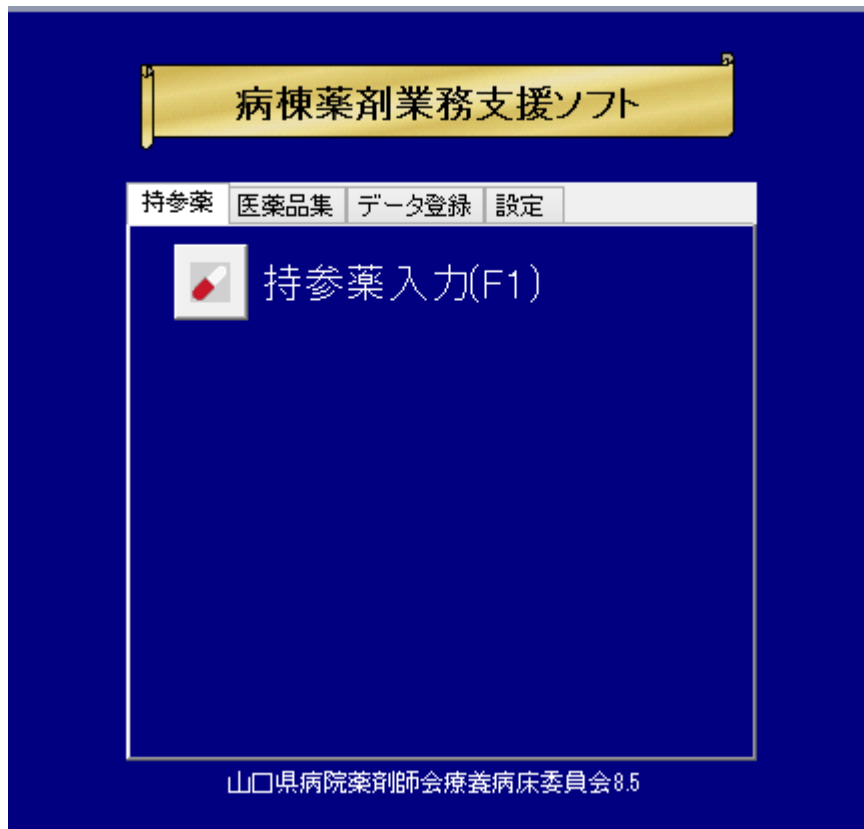 病棟薬剤業務支援ソフト
持参薬 医薬品集 データ登録 設定
持参薬入力(F1)
山口県病院薬剤師会療養病床委員会8.5